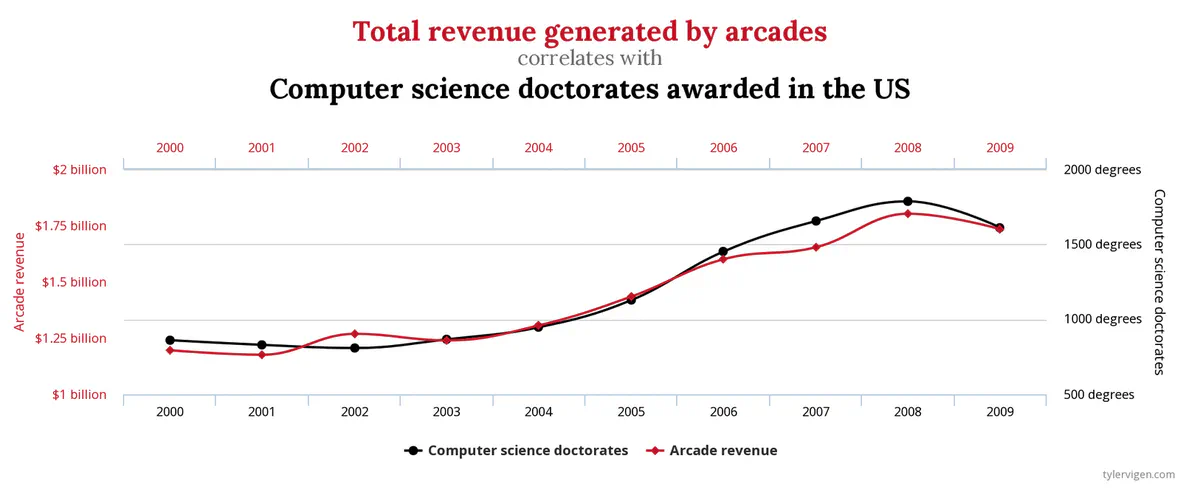 Total revenue generated by arcades
correlates with
Computer science doctorates awarded in the US
2000 2001 2002 2003 2004 2005 2006 2007 2008 2009
$2 billion
$1.75 billion
$1.5 billion
$1.25 billion
$1 billion
Arcade revenue
2000 degrees
1500 degrees
1000 degrees
500 degrees
Computer science doctorates
2000 2001 2002 2003 2004 2005 2006 2007 2008 2009
Computer science doctorates Arcade revenue
tylervigen.com